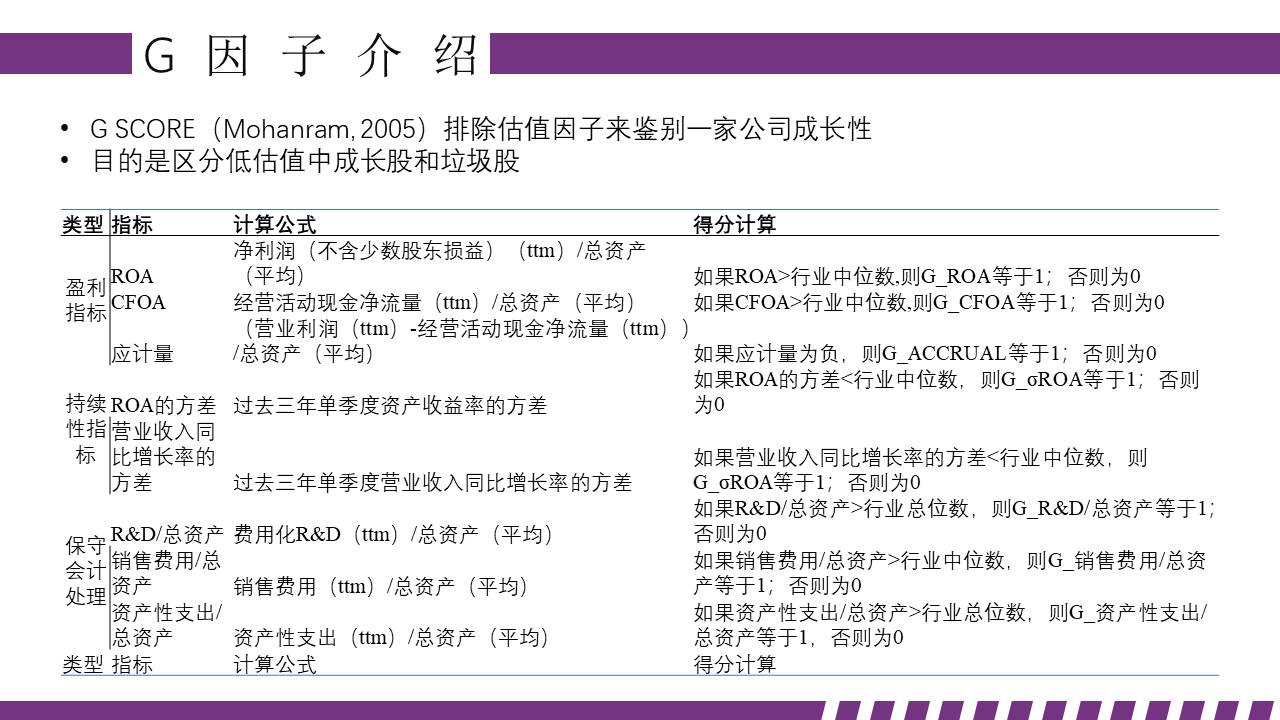 G 因 子 介 绍
• G SCORE（Mohanram, 2005）排除估值因子来鉴别一家公司成长性
• 目的是区分低估值中成长股和垃圾股
类型 指标 计算公式 得分计算
盈利
指标
ROA
净利润（不含少数股东损益）（ttm）/总资产
（平均）
如果ROA>行业中位数,则G_ROA等于1；否则为0
CFOA
经营活动现金净流量（ttm）/总资产（平均）
如果CFOA>行业中位数,则G_CFOA等于1；否则为0
应计量
（营业利润（ttm）-经营活动现金净流量（ttm））
/总资产（平均）
如果应计量为负，则G_ACCRUAL等于1；否则为0
持续
性指
标
ROA的方差
过去三年单季度资产收益率的方差
如果ROA的方差<行业中位数，则G_σROA等于1；否则
为0
营业收入同
比增长率的
方差
过去三年单季度营业收入同比增长率的方差
如果营业收入同比增长率的方差<行业中位数，则
G_σROA等于1；否则为0
保守
会计
处理
R&D/总资产
费用化R&D（ttm）/总资产（平均）
如果R&D/总资产>行业总位数，则G_R&D/总资产等于1；
否则为0
销售费用/总
资产
销售费用（ttm）/总资产（平均）
如果销售费用/总资产>行业中位数，则G_销售费用/总资
产等于1；否则为0
资产性支出/
总资产
资产性支出（ttm）/总资产（平均）
如果资产性支出/总资产>行业总位数，则G_资产性支出/
总资产等于1，否则为0
类型 指标 计算公式 得分计算